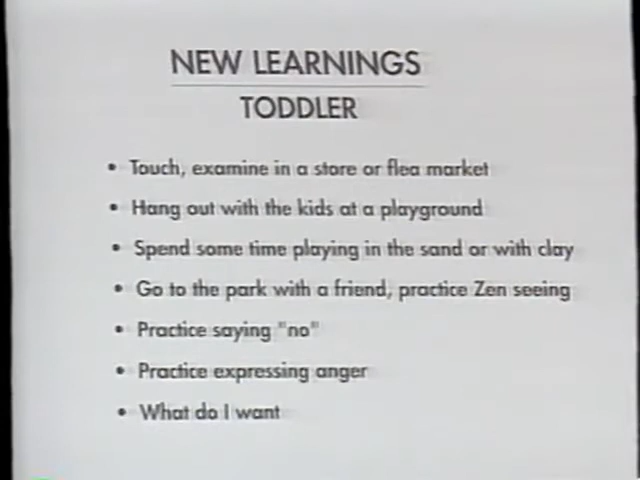 NEW LEARNINGS
TODDLER
• Touch, examine in a store or flea market
• Hang out with the kids at a playground
• Spend some time playing in the sand or with clay
• Go to the park with a friend, practice Zen seeing
• Practice saying "no"
• Practice expressing anger
• What do I want